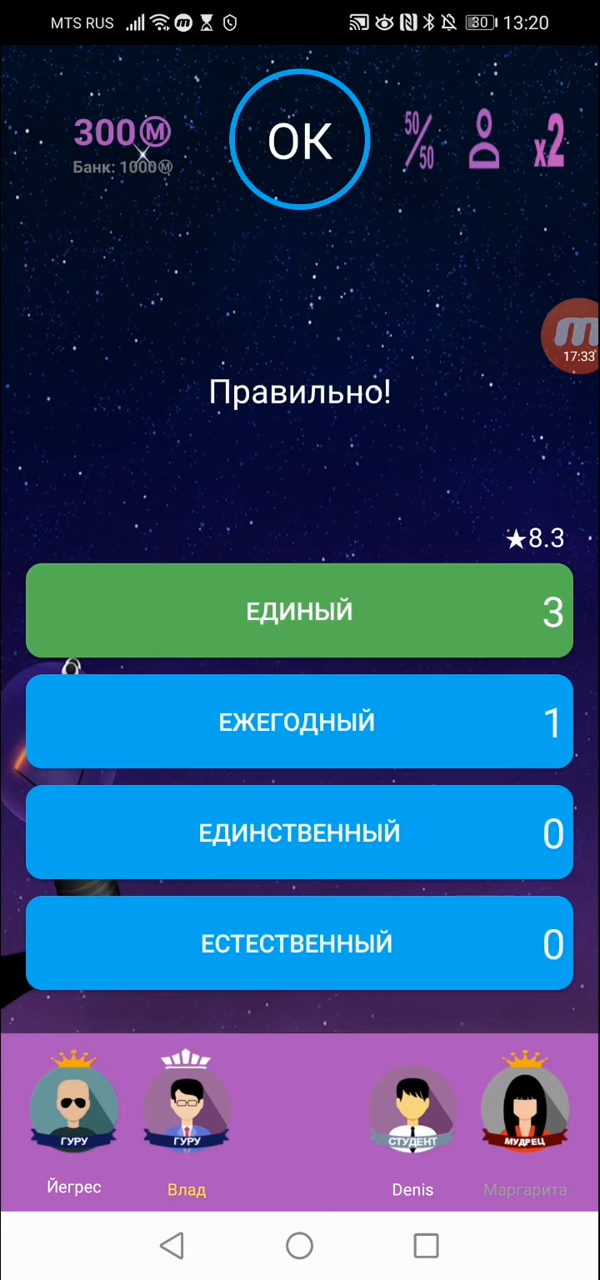 MTS RUS
30
13:20
300Ⓜ
Банк: 1000Ⓜ
ОК
50/50
x2
17:33
Правильно!
★8.3
ЕДИНЫЙ 3
ЕЖЕГОДНЫЙ 1
ЕДИНСТВЕННЫЙ 0
ЕСТЕСТВЕННЫЙ 0
ГУРУ
ГУРУ
СТУДЕНТ
МУДРЕЦ
Йегрес
Влад
Denis
Маргарита